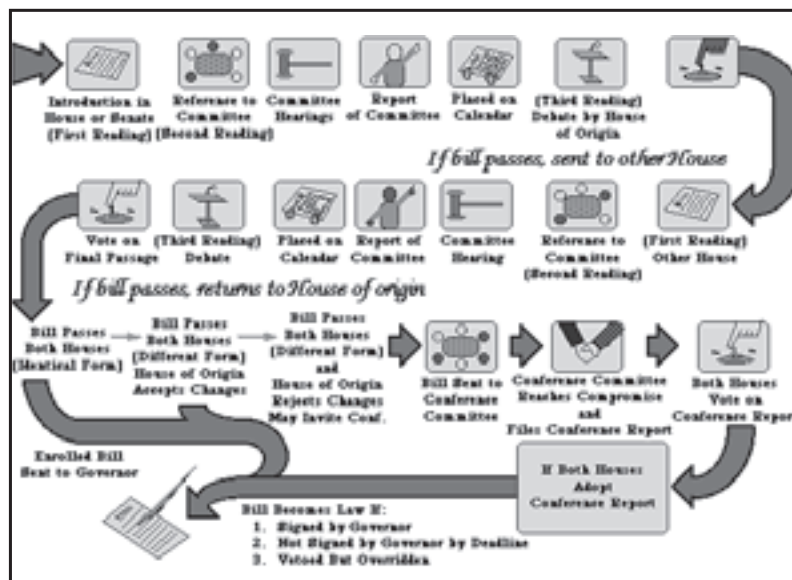 Introduction in
House or Senate
(First Reading)
Reference to
Committee
(Second Reading)
Committee
Hearings
Report
of Committee
Placed on
Calendar
(Third Reading)
Debate by House
of Origin
If bill passes, sent to other House
Vote on
Final Passage
(Third Reading)
Debate
Placed on
Calendar
Report of
Committee
Committee
Hearing
Reference to
Committee
(Second Reading)
(First Reading)
Other House
If bill passes, returns to House of origin
Bill Passes
Both Houses
(Identical Form)
Bill Passes
Both Houses
(Different Form)
House of Origin
Accepts Changes
Bill Passes
Both Houses
(Different Form)
and
House of Origin
Rejects Changes
May Invite Conf.
Bill Sent to
Conference
Committee
Conference Committee
Reaches Compromise
and
Files Conference Report
Both Houses
Vote on
Conference Report
Enrolled Bill
Sent to Governor
If Both Houses
Adopt
Conference Report
Bill Becomes Law If:
1. Signed by Governor
2. Not Signed by Governor by Deadline
3. Vetoed But Overridden